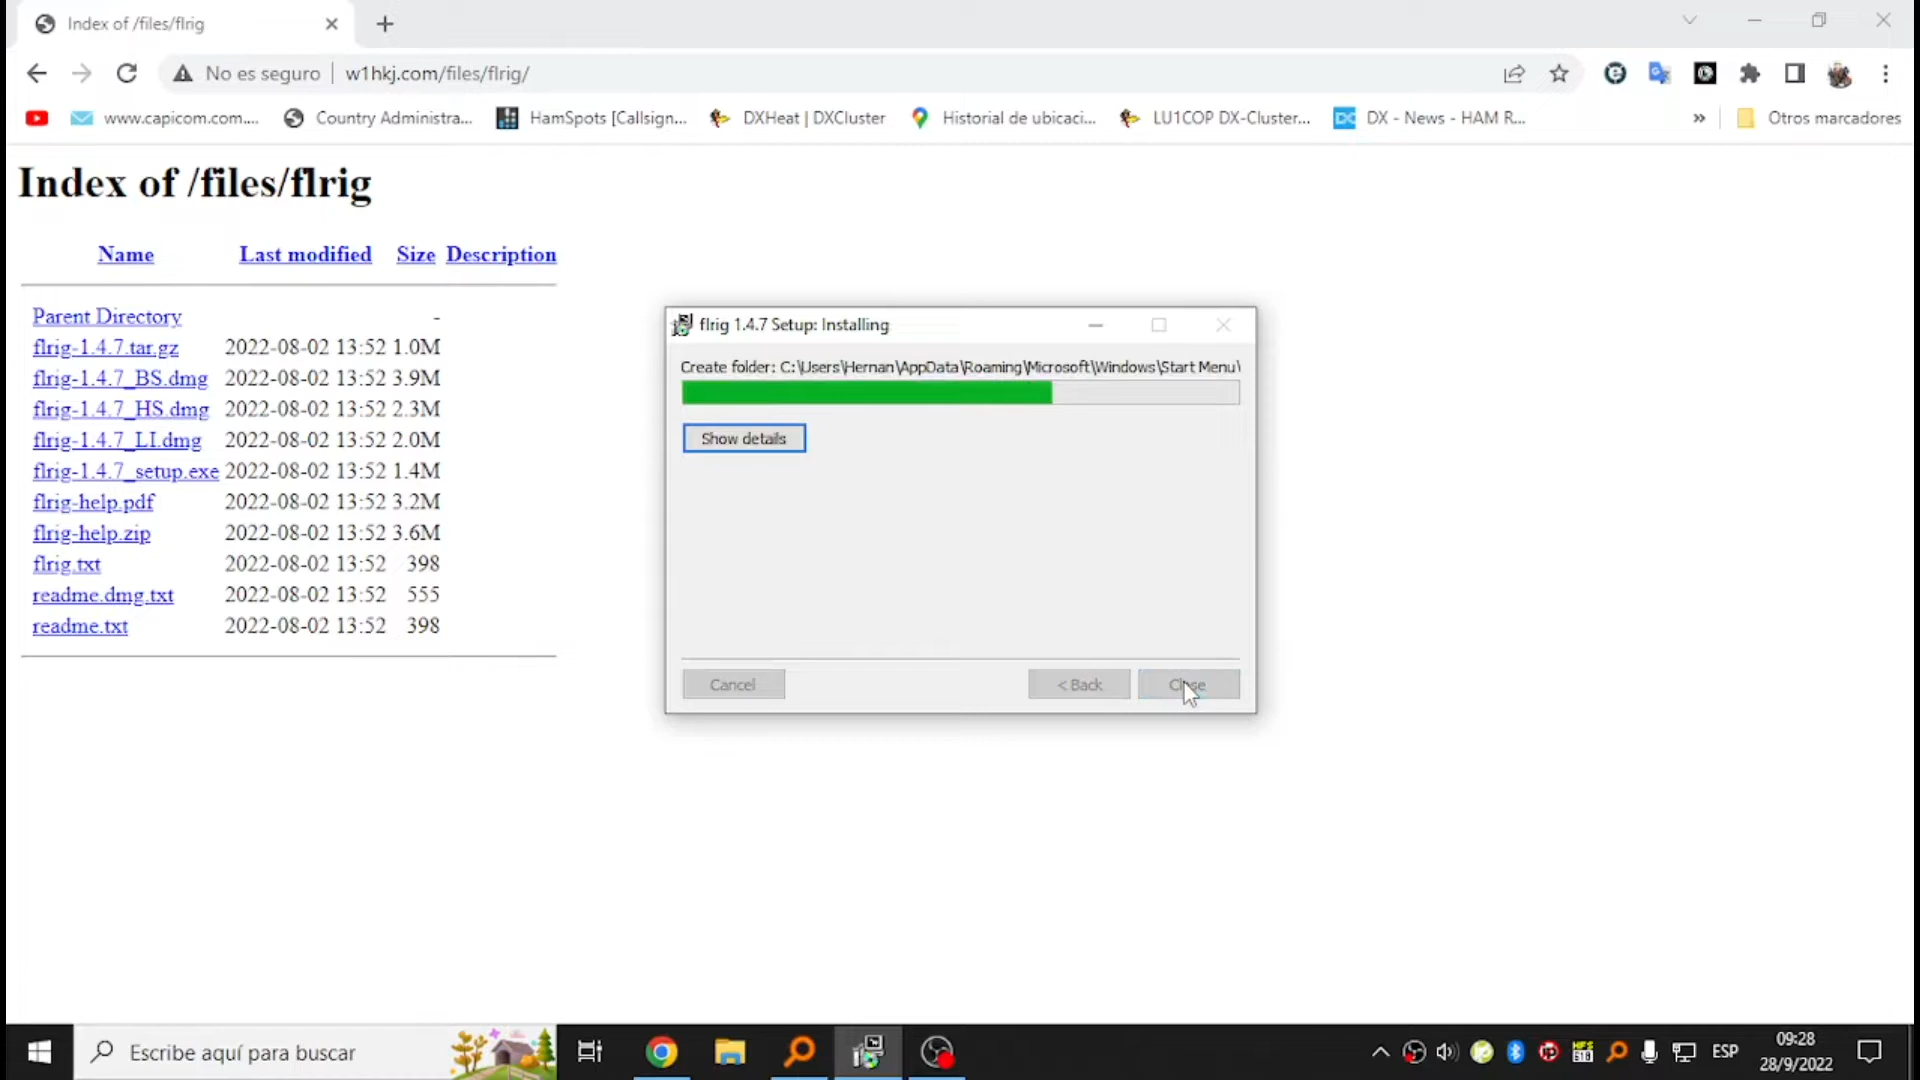 Index of /files/flrig
No es seguro
w1hkj.com/files/flrig/
www.capicom.com....
Country Administra...
HamSpots [Callsign...
DXHeat | DXCluster
Historial de ubicaci...
LU1COP DX-Cluster...
DX - News - HAM R...
»
Otros marcadores
Index of /files/flrig
Name Last modified Size Description
Parent Directory -
flrig-1.4.7.tar.gz 2022-08-02 13:52 1.0M
flrig-1.4.7_BS.dmg 2022-08-02 13:52 3.9M
flrig-1.4.7_HS.dmg 2022-08-02 13:52 2.3M
flrig-1.4.7_LI.dmg 2022-08-02 13:52 2.0M
flrig-1.4.7_setup.exe 2022-08-02 13:52 1.4M
flrig-help.pdf 2022-08-02 13:52 3.2M
flrig-help.zip 2022-08-02 13:52 3.6M
flrig.txt 2022-08-02 13:52 398
readme.dmg.txt 2022-08-02 13:52 555
readme.txt 2022-08-02 13:52 398
flrig 1.4.7 Setup: Installing
Create folder: C:\Users\Hernan\AppData\Roaming\Microsoft\Windows\Start Menu\
Show details
Cancel
< Back
Close
Escribe aquí para buscar
ESP
09:28
28/9/2022